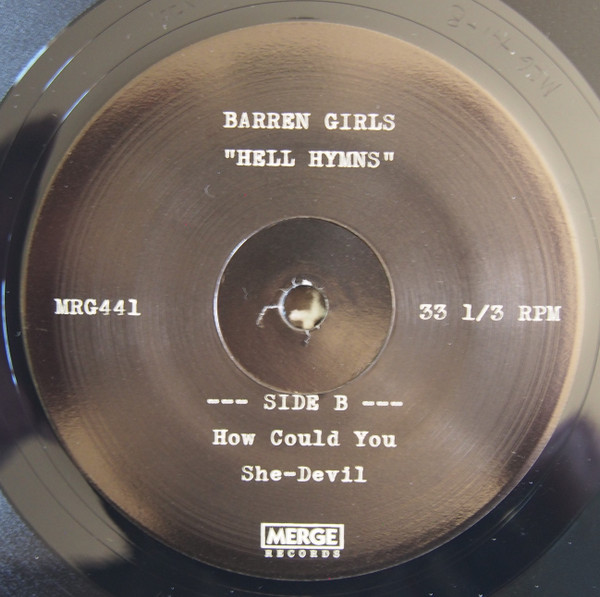 BARREN GIRLS
"HELL HYMNS"
MRG441
33 1/3 RPM
--- SIDE B ---
How Could You
She-Devil
MERGE
RECORDS